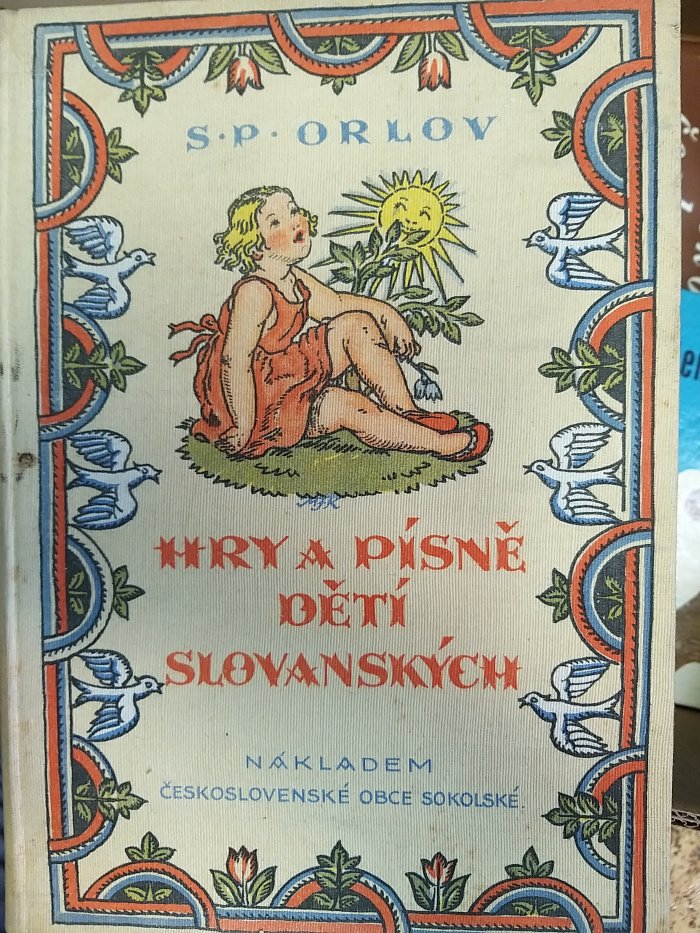 S·P·ORLOV
HRY A PÍSNĚ
DĚTÍ
SLOVANSKÝCH
NÁKLADEM
ČESKOSLOVENSKÉ OBCE SOKOLSKÉ.